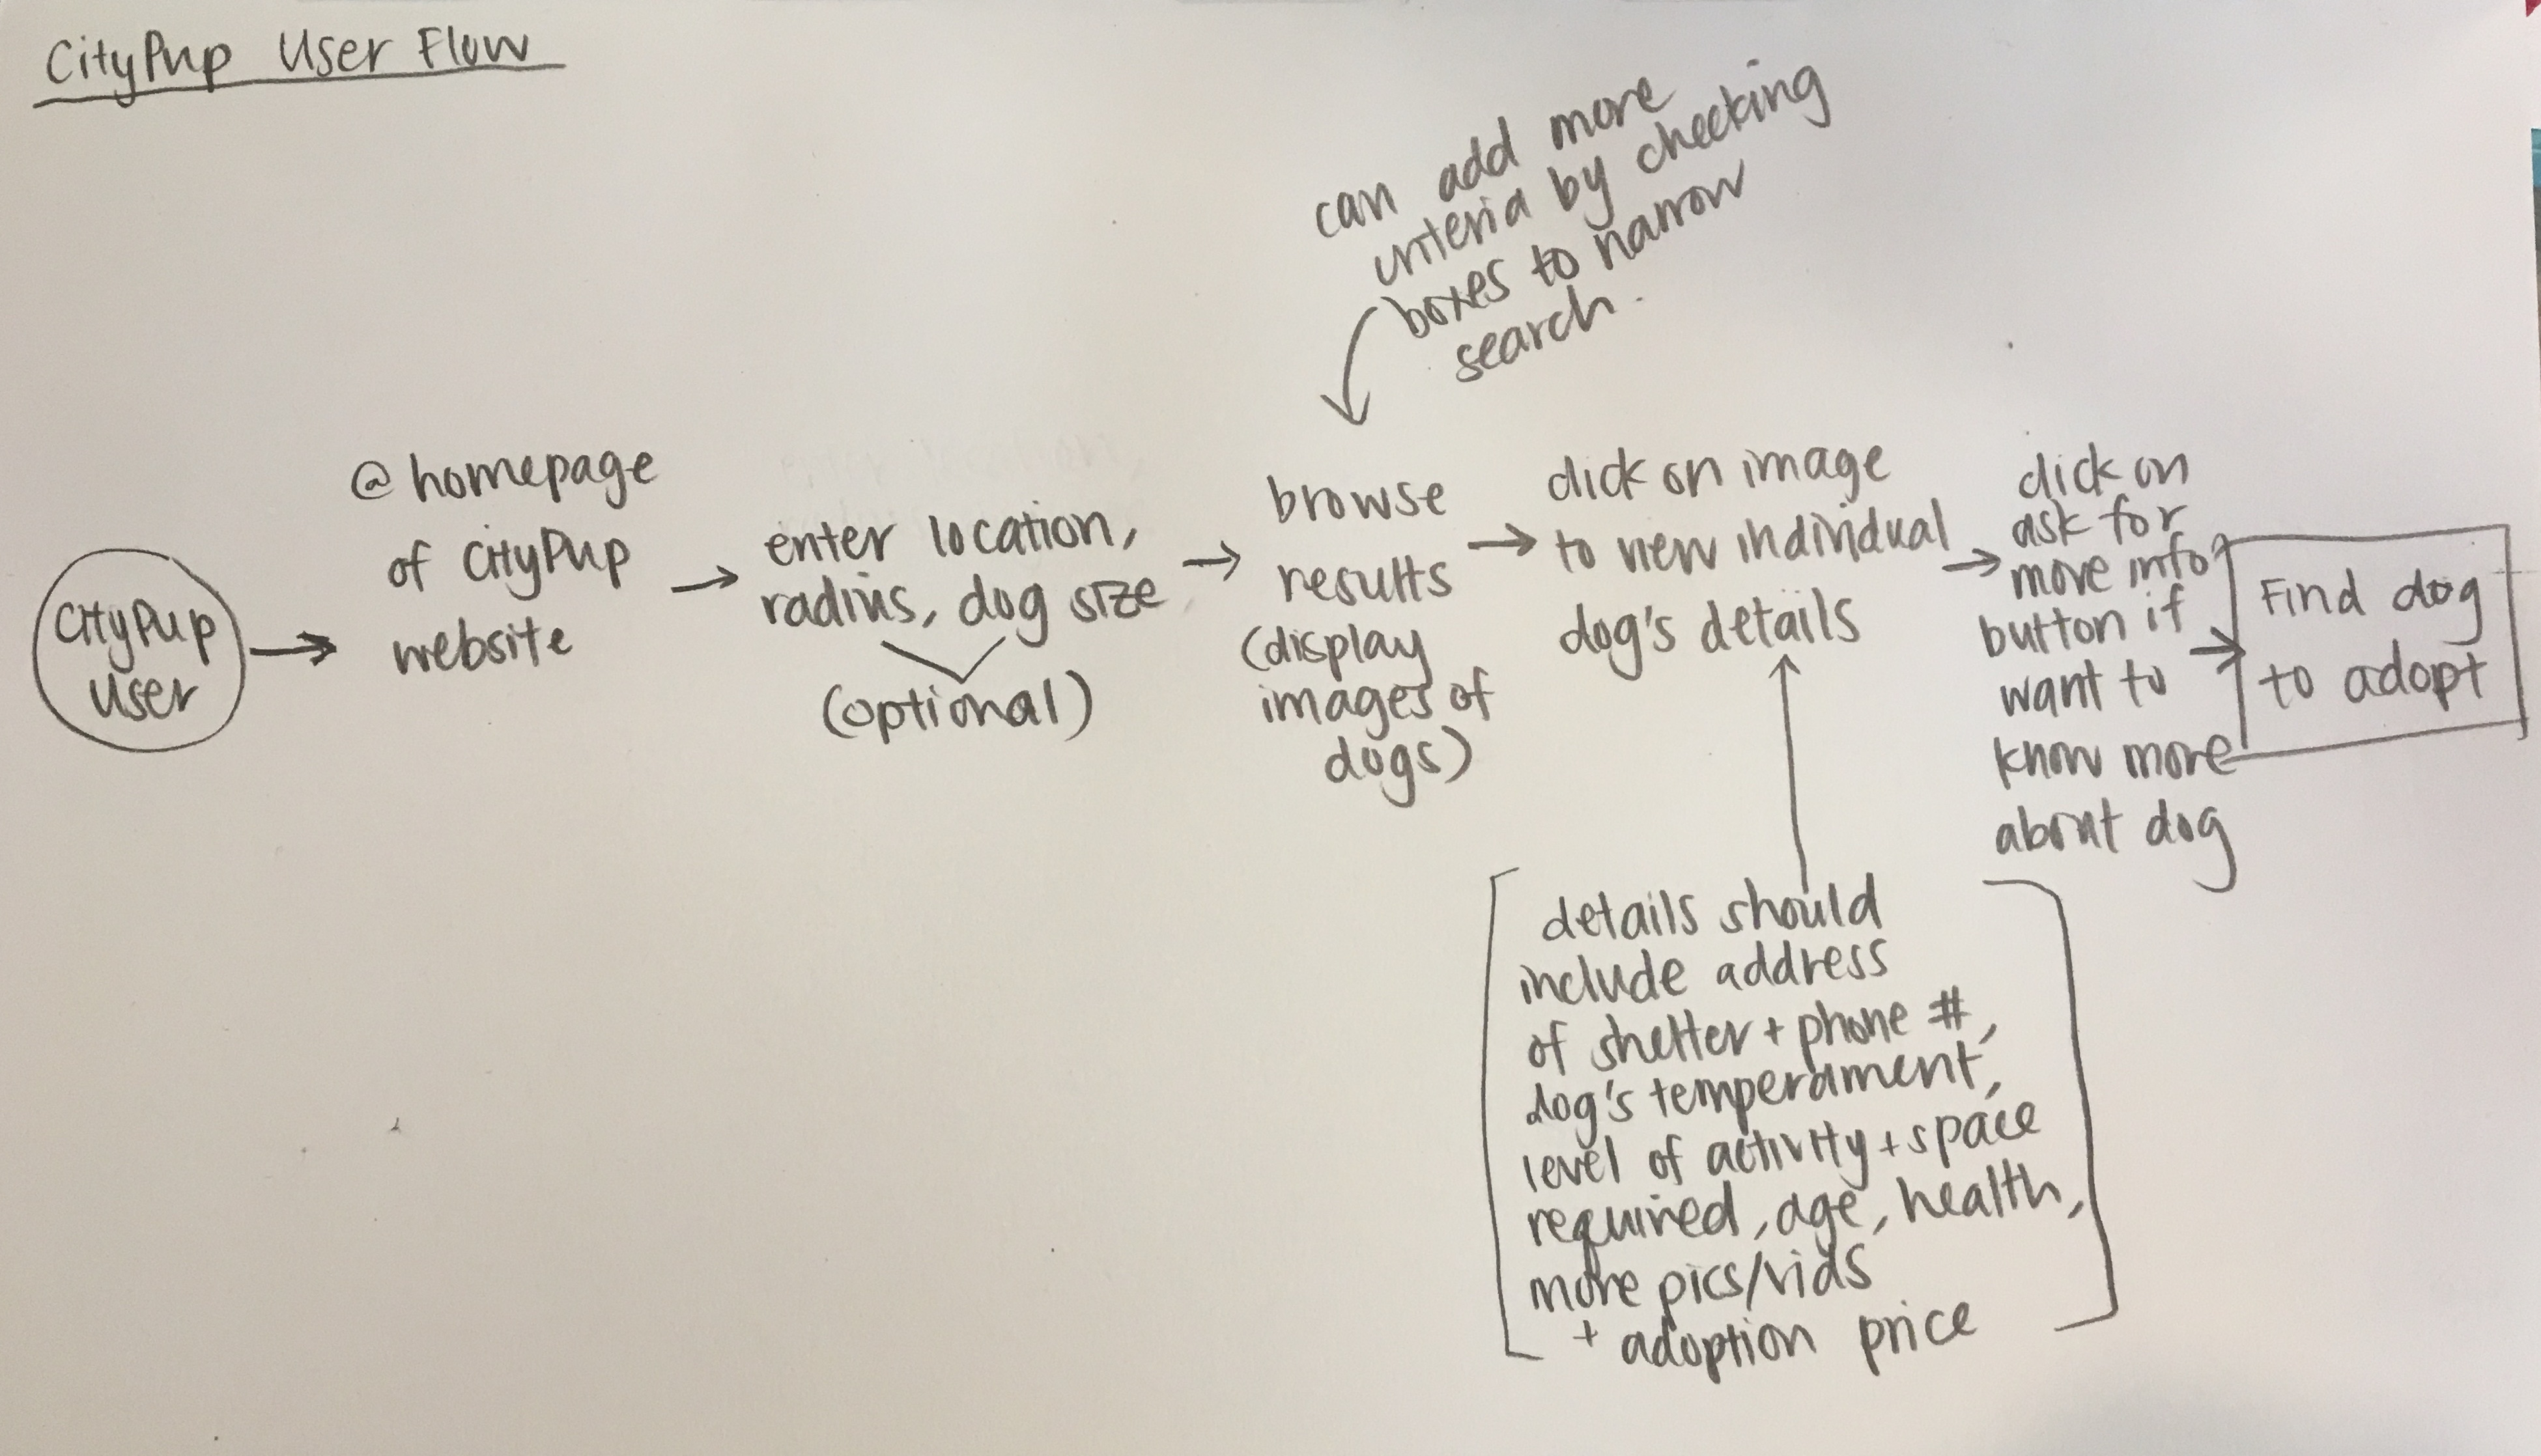 CityPup User Flow
can add more
criteria by checking
boxes to narrow
search.
CityPup
User
@ homepage
of CityPup
website
enter location,
radius, dog size
(optional)
browse
results
(display
images of
dogs)
click on image
to view individual
dog's details
click on
ask for
more info
button if
want to
know more
about dog
Find dog
to adopt
details should
include address
of shelter + phone #,
dog's temperament,
level of activity + space
required, age, health,
more pics/vids
+ adoption price